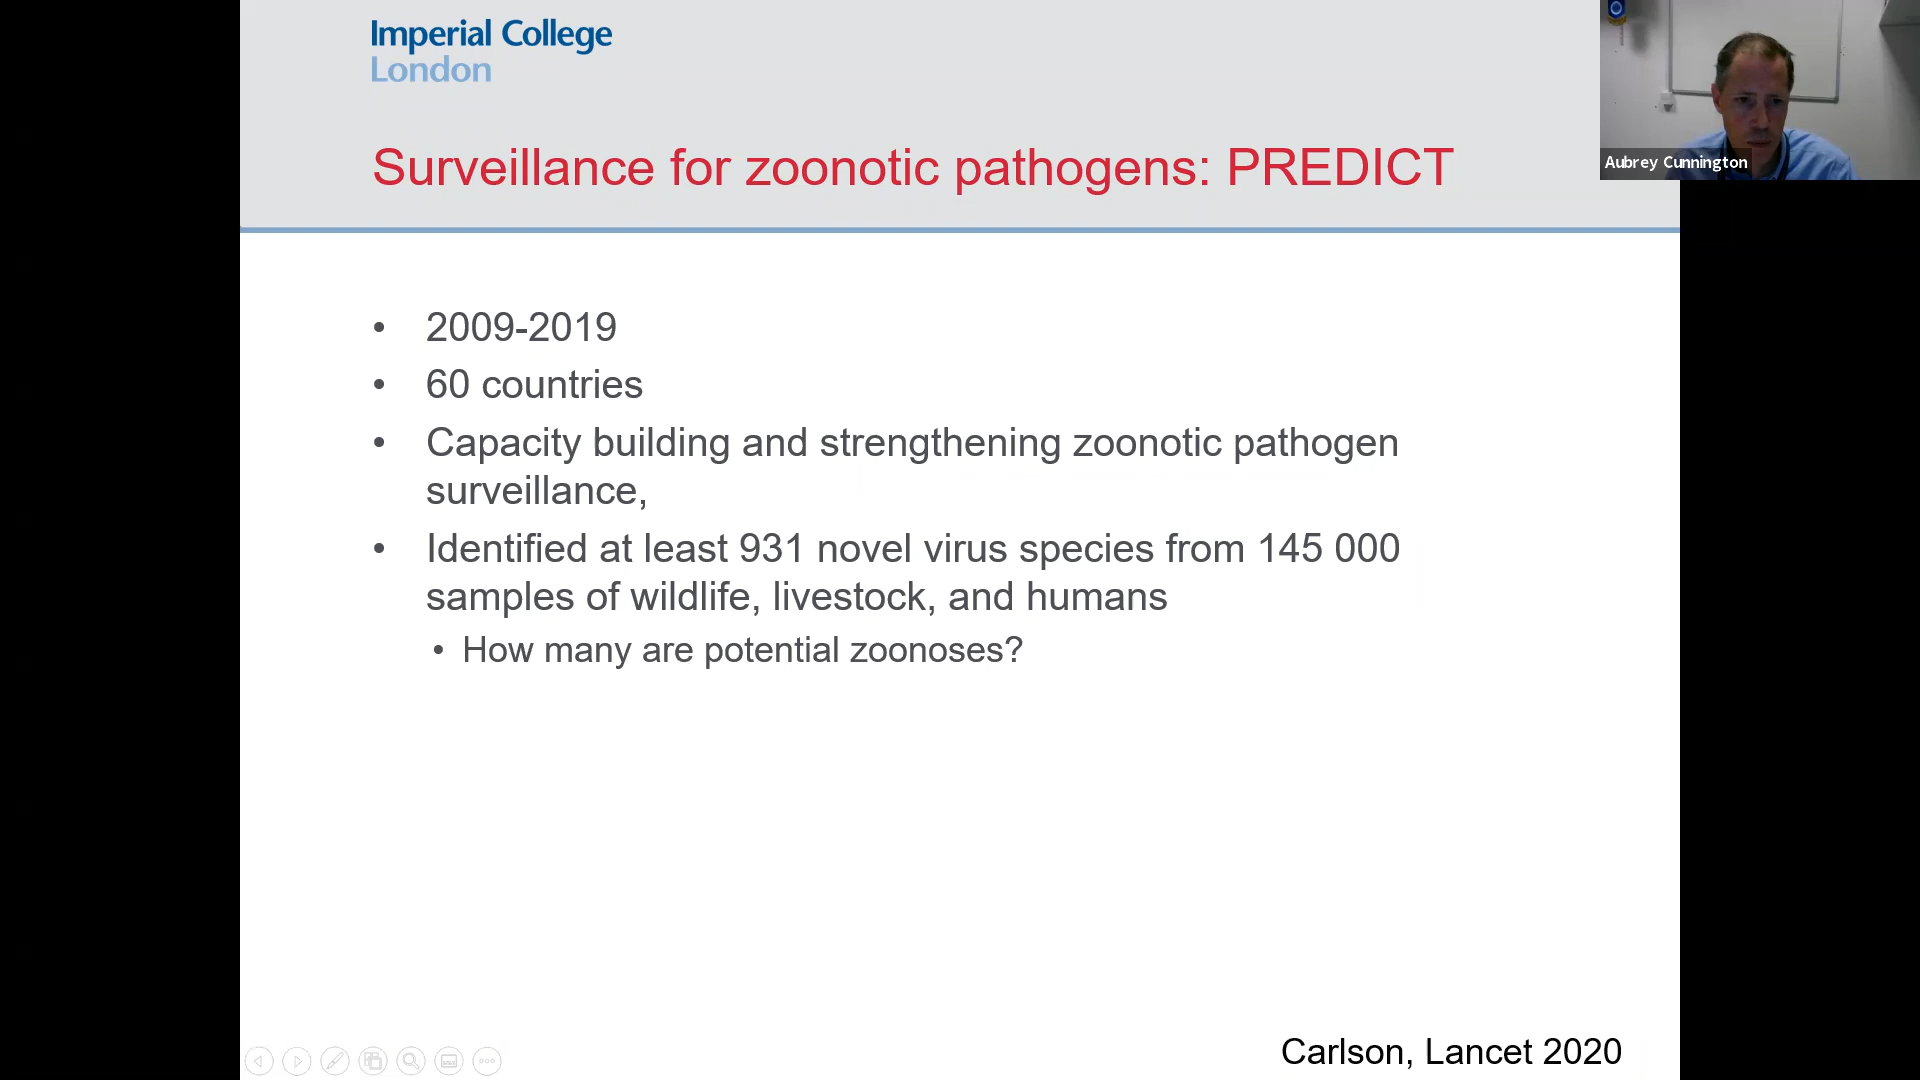 Imperial College
London
Surveillance for zoonotic pathogens: PREDICT
Aubrey Cunnington
• 2009-2019
• 60 countries
• Capacity building and strengthening zoonotic pathogen
surveillance,
• Identified at least 931 novel virus species from 145 000
samples of wildlife, livestock, and humans
• How many are potential zoonoses?
Carlson, Lancet 2020